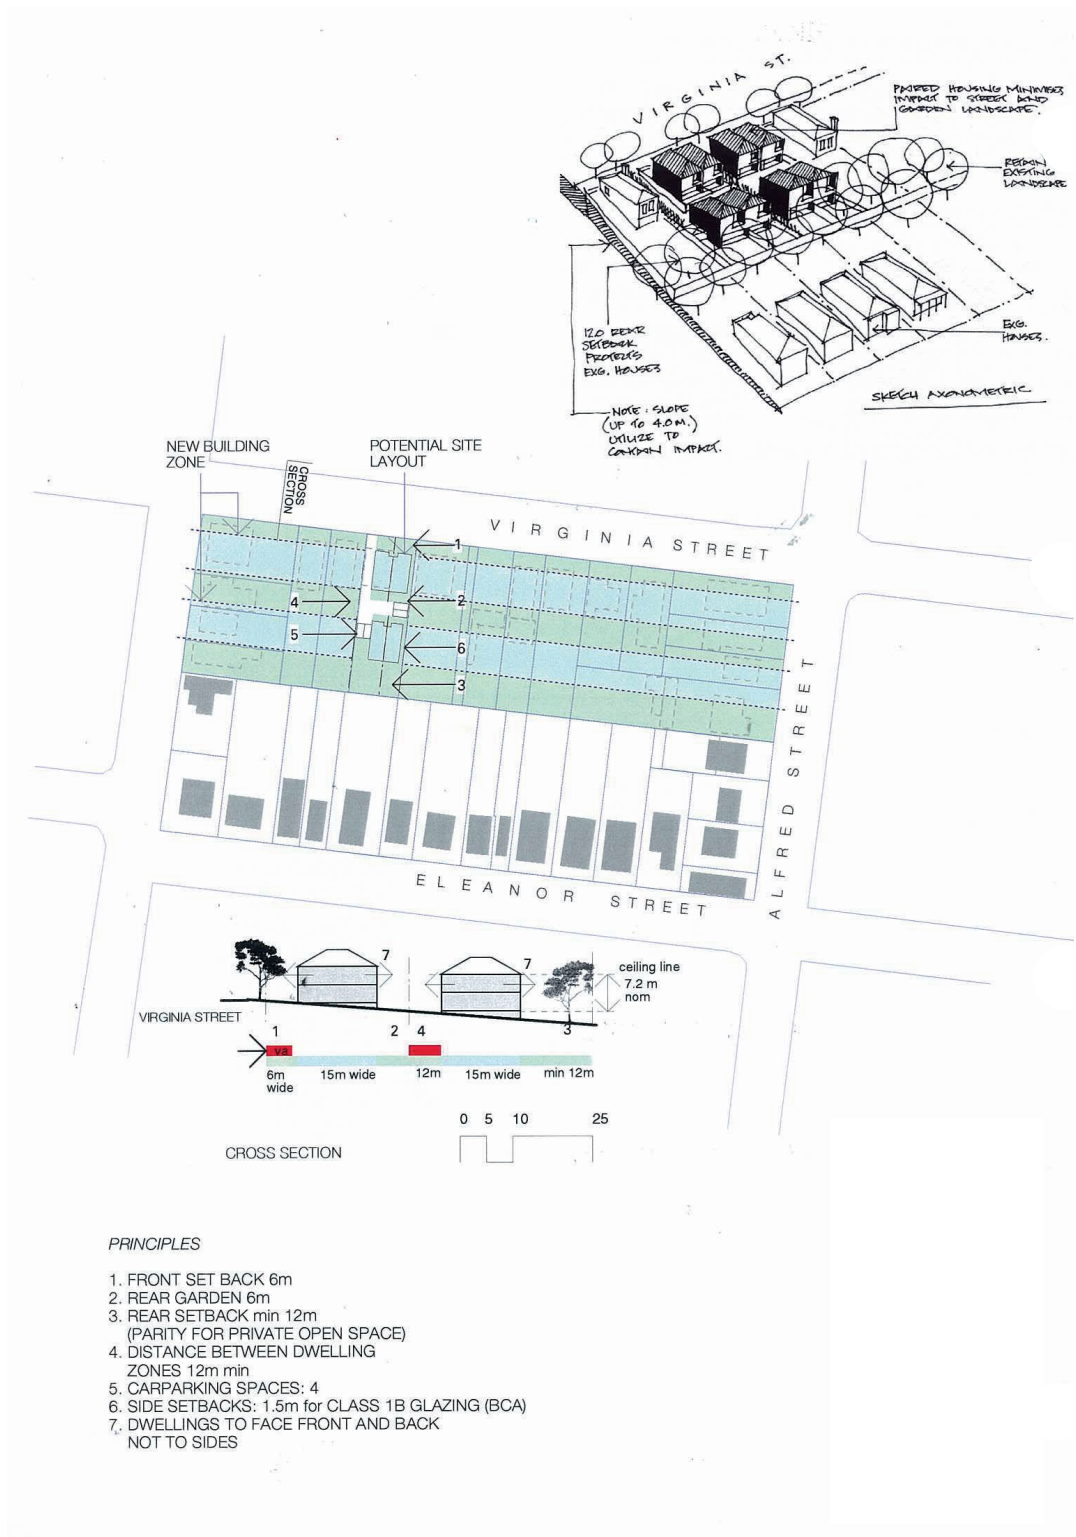 VIRGINIA ST.
PAIRED HOUSING MINIMISES
IMPACT TO STREET AND
GARDEN LANDSCAPE.
RETAIN
EXISTING
LANDSCAPE
12.0 REAR
SETBACK
PROTECTS
EXG. HOUSES
EXG.
HOUSES.
SKETCH AXONOMETRIC
NOTE: SLOPE
(UP TO 4.0M.)
UTILIZE TO
CONTAIN IMPACT.
NEW BUILDING
ZONE
POTENTIAL SITE
LAYOUT
CROSS
SECTION
VIRGINIA STREET
1
4
2
5
6
3
ALFRED STREET
ELEANOR STREET
7
7
ceiling line
7.2 m
nom
VIRGINIA STREET
1
2
4
3
va
6m
wide
15m wide
12m
15m wide
min 12m
0 5 10 25
CROSS SECTION
PRINCIPLES
1. FRONT SET BACK 6m
2. REAR GARDEN 6m
3. REAR SETBACK min 12m
(PARITY FOR PRIVATE OPEN SPACE)
4. DISTANCE BETWEEN DWELLING
ZONES 12m min
5. CARPARKING SPACES: 4
6. SIDE SETBACKS: 1.5m for CLASS 1B GLAZING (BCA)
7. DWELLINGS TO FACE FRONT AND BACK
NOT TO SIDES